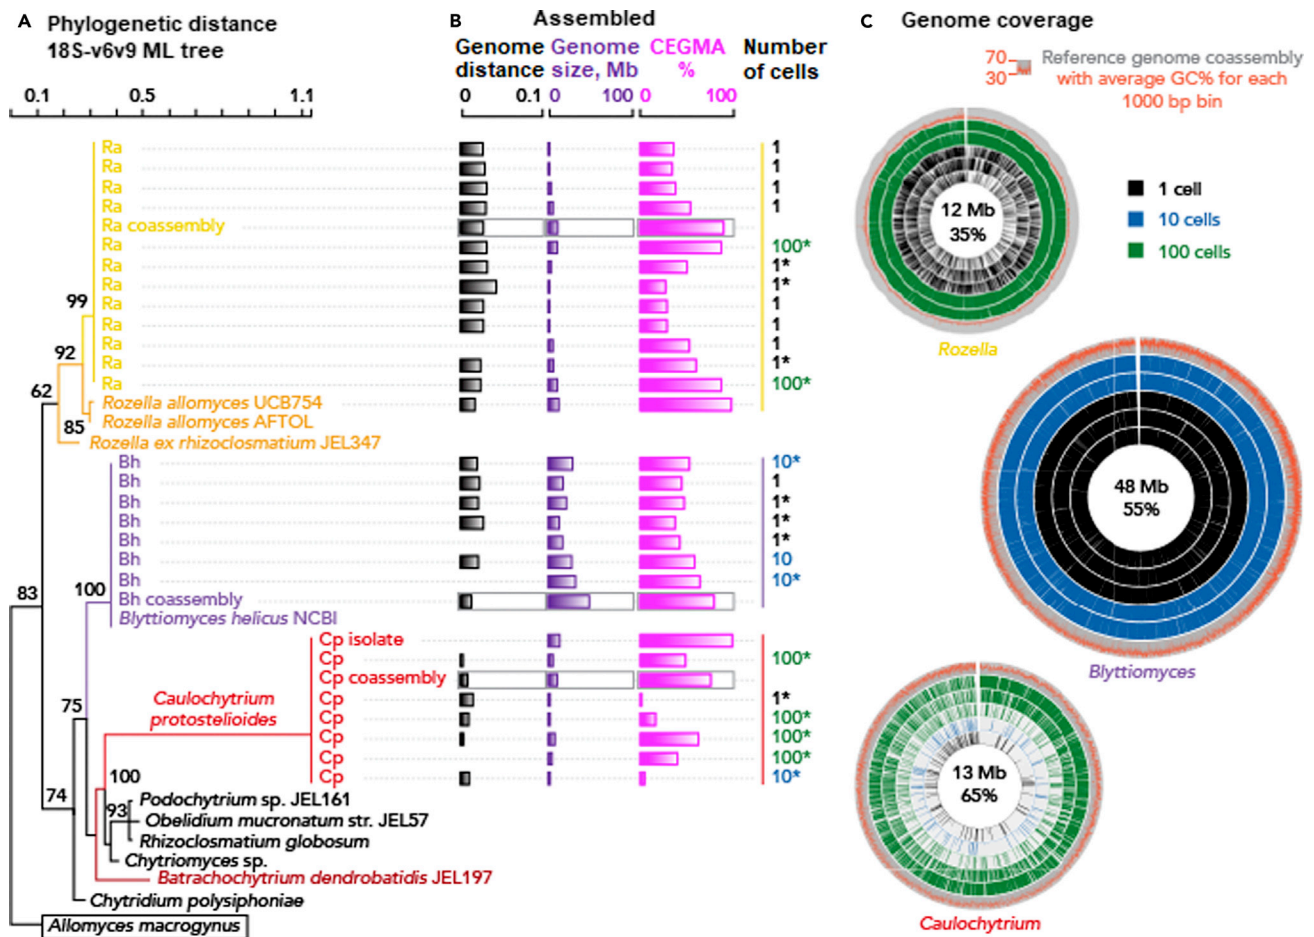 A Phylogenetic distance
18S-v6v9 ML tree
0.1 0.5 1.1
B Assembled
Genome distance
Genome size, Mb
CEGMA %
Number of cells
0 0.1
0 100
0 100
Ra 1
Ra 1
Ra 1
Ra 1
Ra coassembly
Ra 100*
Ra 1*
Ra 1*
Ra 1
Ra 1
Ra 1
Ra 1*
Ra 100*
Rozella allomyces UCB754
Rozella allomyces AFTOL
Rozella ex rhizoclosmatium JEL347
Bh 10*
Bh 1
Bh 1*
Bh 1*
Bh 1*
Bh 10
Bh 10*
Bh coassembly
Blyttiomyces helicus NCBI
Cp isolate
Cp 100*
Cp coassembly
Cp 1*
Cp 100*
Cp 100*
Cp 100*
Cp 10*
Caulochytrium
protostelioides
Podochytrium sp. JEL161
Obelidium mucronatum str. JEL57
Rhizoclosmatium globosum
Chytriomyces sp.
Batrachochytrium dendrobatidis JEL197
Chytridium polysiphoniae
Allomyces macrogynus
99
92
62
85
83
100
75
74
100
93
C Genome coverage
70
30
Reference genome coassembly
with average GC% for each
1000 bp bin
1 cell
10 cells
100 cells
12 Mb
35%
Rozella
48 Mb
55%
Blyttiomyces
13 Mb
65%
Caulochytrium